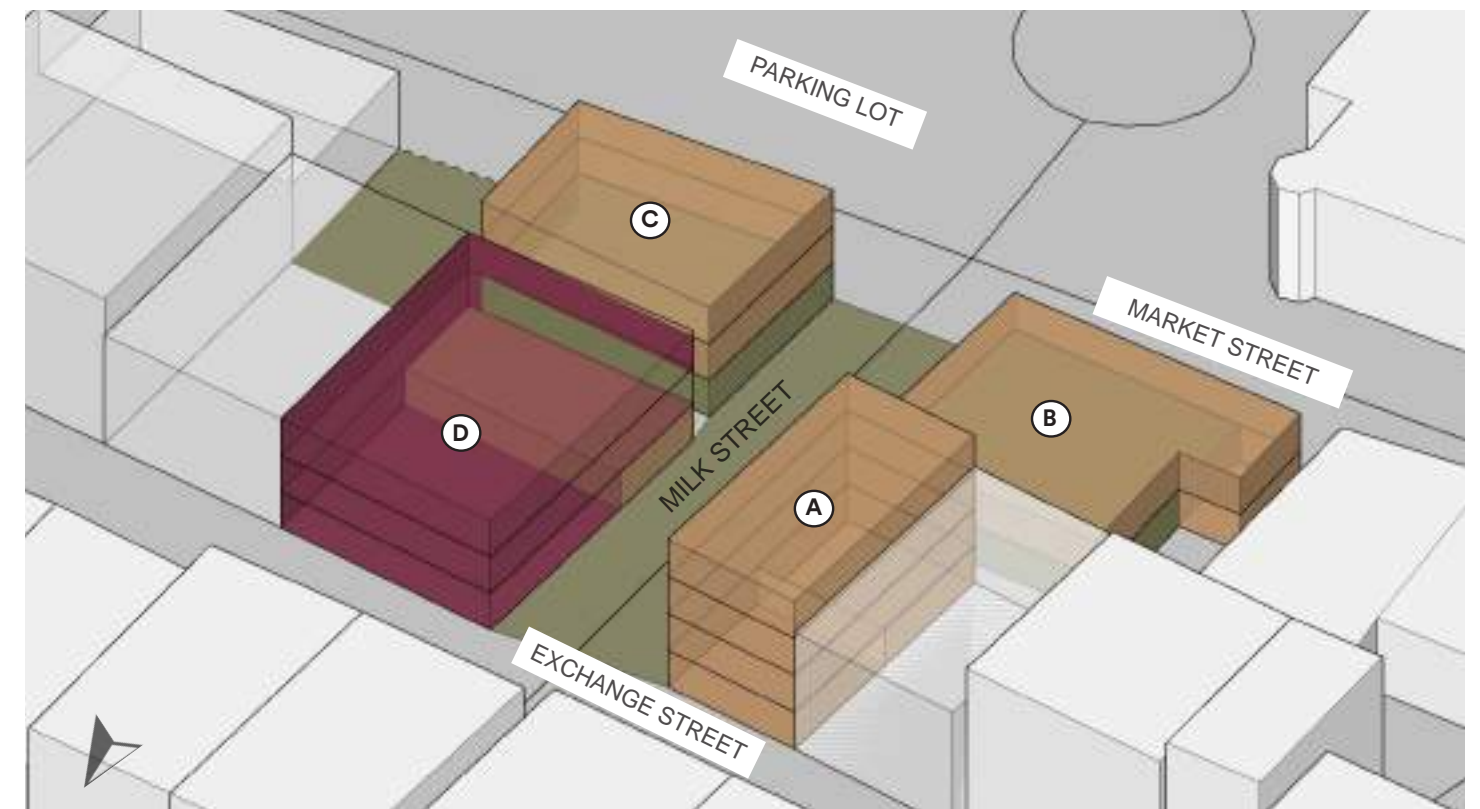 PARKING LOT
C
MARKET STREET
B
D
MILK STREET
A
EXCHANGE STREET